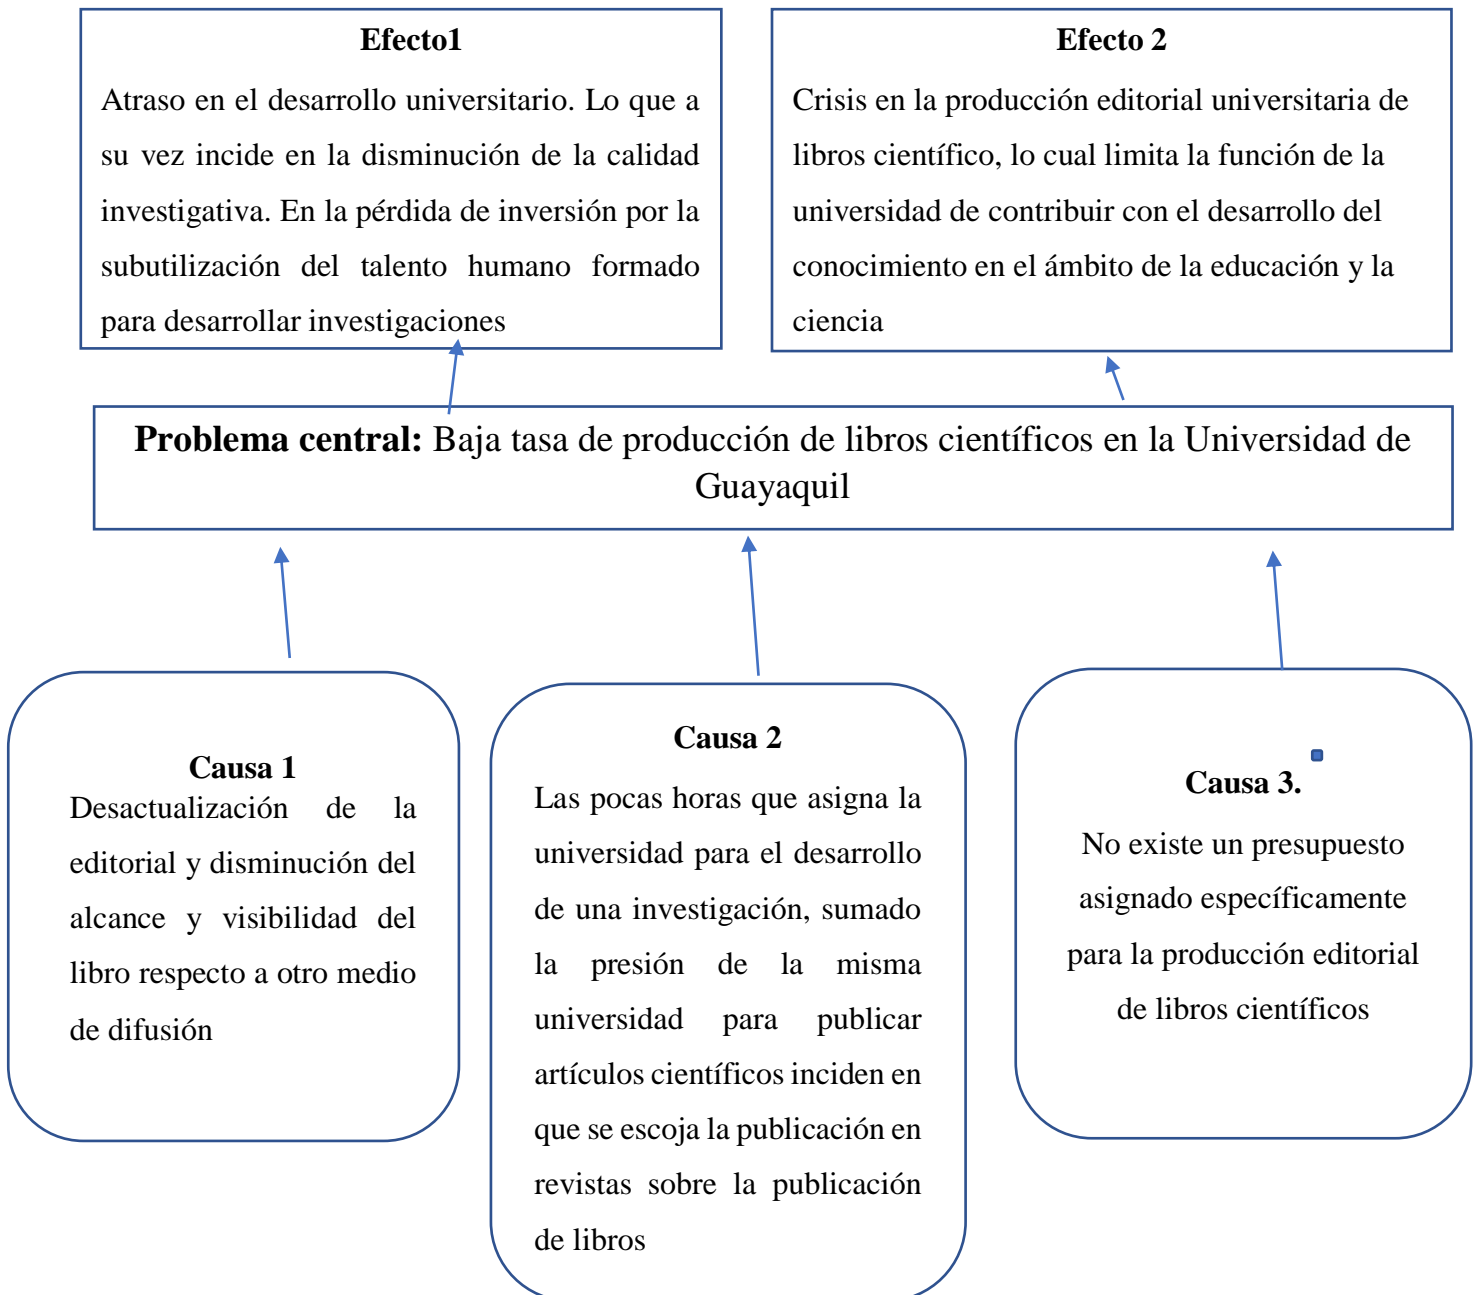 Efecto1
Atraso en el desarrollo universitario. Lo que a
su vez incide en la disminución de la calidad
investigativa. En la pérdida de inversión por la
subutilización del talento humano formado
para desarrollar investigaciones
Efecto 2
Crisis en la producción editorial universitaria de
libros científico, lo cual limita la función de la
universidad de contribuir con el desarrollo del
conocimiento en el ámbito de la educación y la
ciencia
Problema central: Baja tasa de producción de libros científicos en la Universidad de
Guayaquil
Causa 1
Desactualización de la
editorial y disminución del
alcance y visibilidad del
libro respecto a otro medio
de difusión
Causa 2
Las pocas horas que asigna la
universidad para el desarrollo
de una investigación, sumado
la presión de la misma
universidad para publicar
artículos científicos inciden en
que se escoja la publicación en
revistas sobre la publicación
de libros
Causa 3.
No existe un presupuesto
asignado específicamente
para la producción editorial
de libros científicos